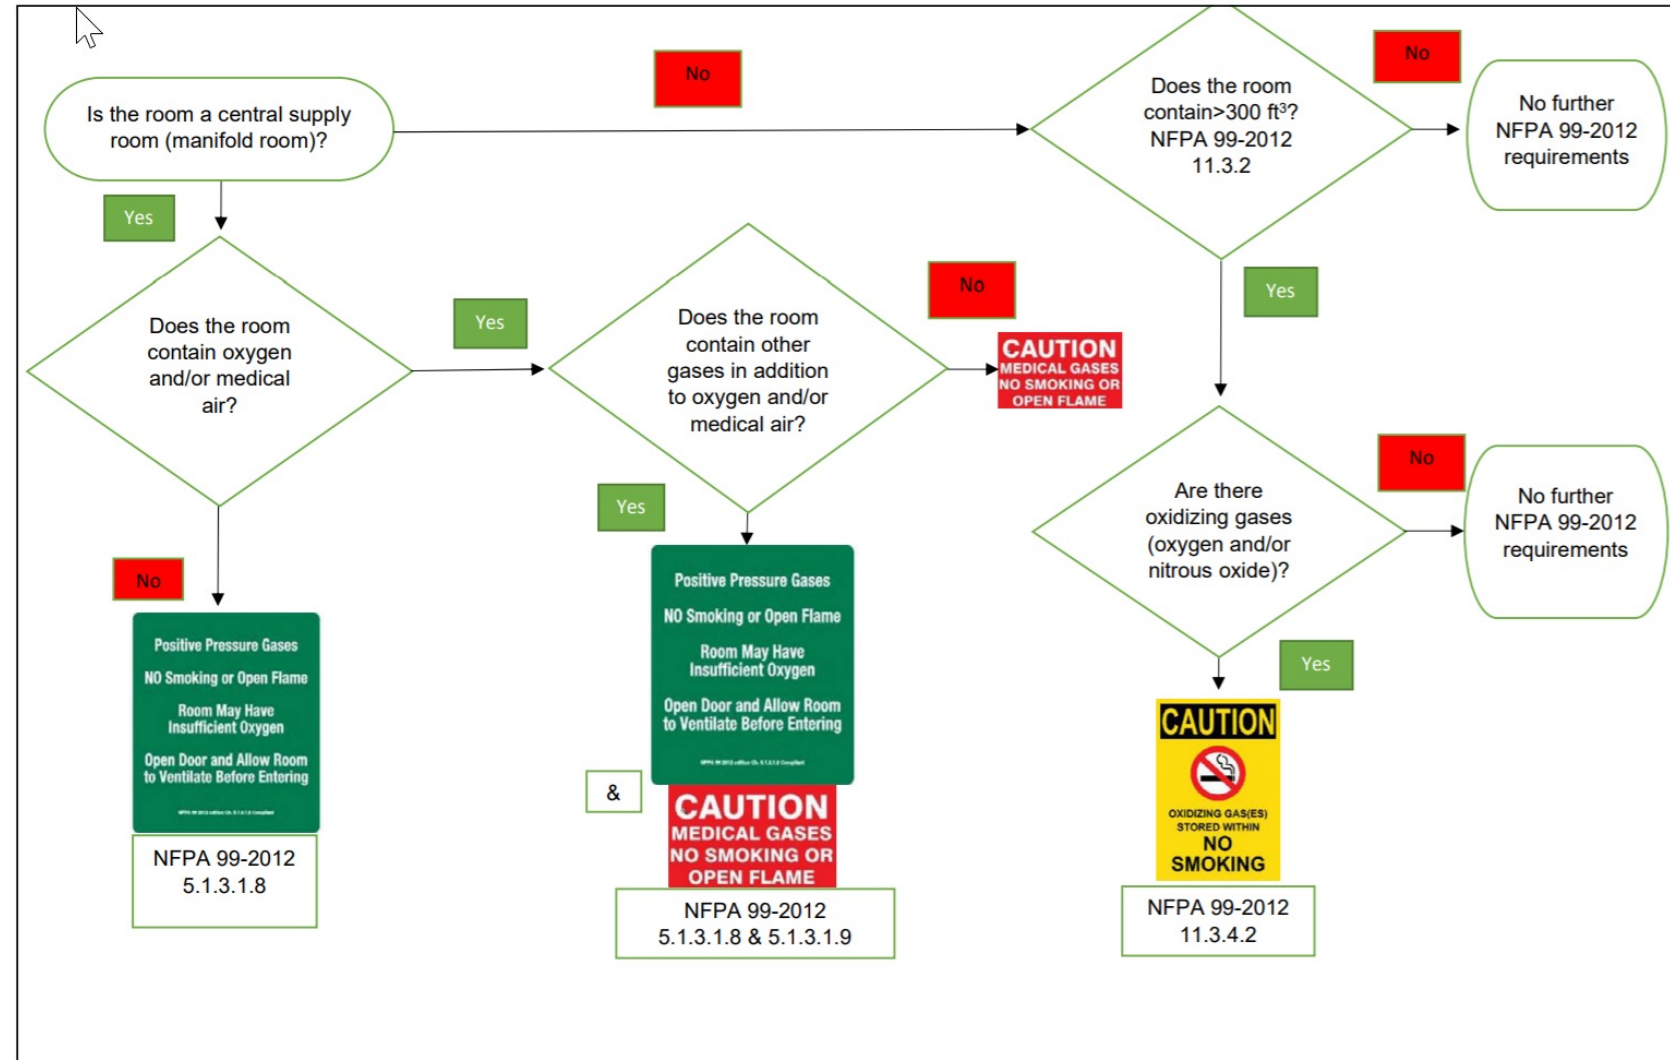 Is the room a central supply
room (manifold room)?
No
Does the room
contain>300 ft³?
NFPA 99-2012
11.3.2
No
No further
NFPA 99-2012
requirements
Yes
Does the room
contain oxygen
and/or medical
air?
Yes
Does the room
contain other
gases in addition
to oxygen and/or
medical air?
No
CAUTION
MEDICAL GASES
NO SMOKING OR
OPEN FLAME
Yes
Are there
oxidizing gases
(oxygen and/or
nitrous oxide)?
No
No further
NFPA 99-2012
requirements
No
Positive Pressure Gases
NO Smoking or Open Flame
Room May Have
Insufficient Oxygen
Open Door and Allow Room
to Ventilate Before Entering
NFPA 99-2012
5.1.3.1.8
Yes
Positive Pressure Gases
NO Smoking or Open Flame
Room May Have
Insufficient Oxygen
Open Door and Allow Room
to Ventilate Before Entering
&
CAUTION
MEDICAL GASES
NO SMOKING OR
OPEN FLAME
NFPA 99-2012
5.1.3.1.8 & 5.1.3.1.9
Yes
CAUTION
OXIDIZING GAS(ES)
STORED WITHIN
NO
SMOKING
NFPA 99-2012
11.3.4.2